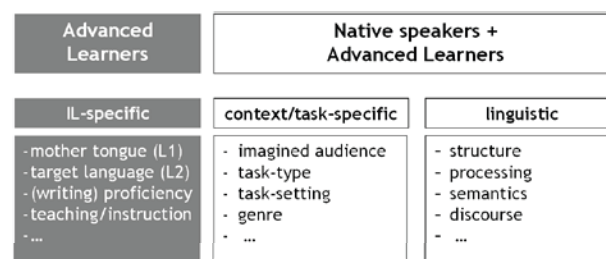 Advanced
Learners
Native speakers +
Advanced Learners
IL-specific
- mother tongue (L1)
- target language (L2)
- (writing) proficiency
- teaching/instruction
- ...
context/task-specific
- imagined audience
- task-type
- task-setting
- genre
- ...
linguistic
- structure
- processing
- semantics
- discourse
- ...